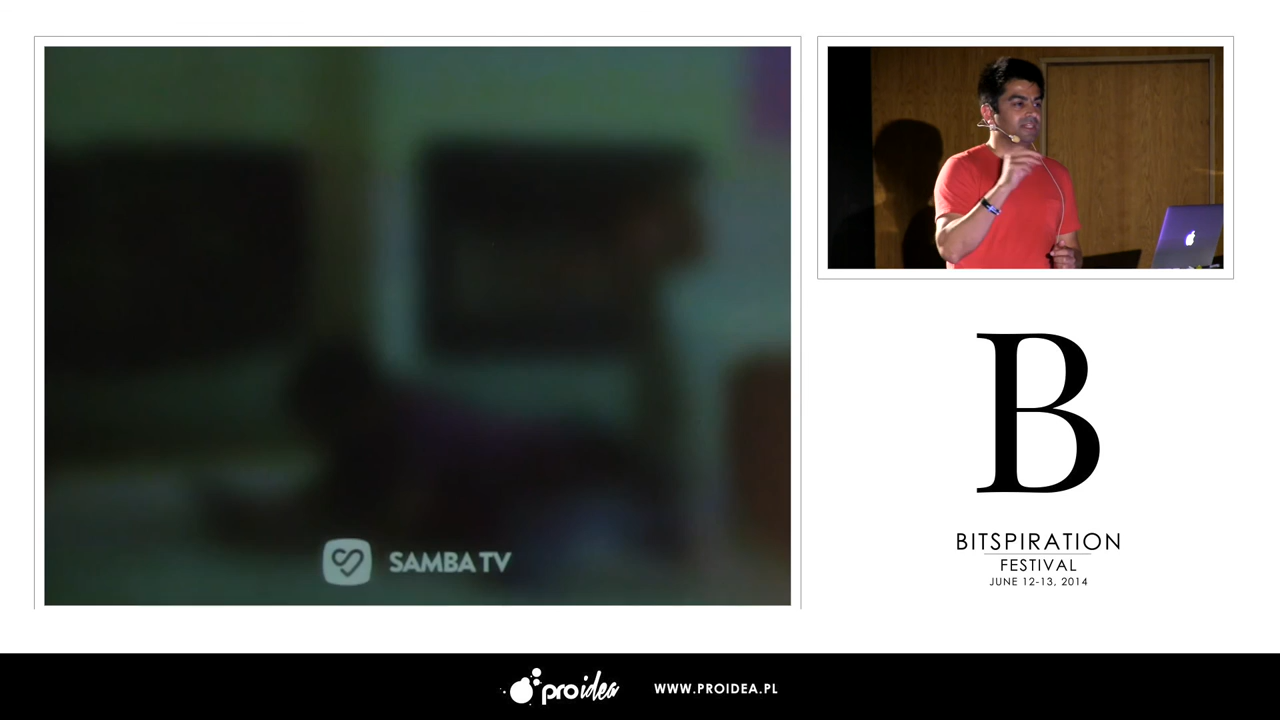 SAMBA TV
B
BITSPIRATION
FESTIVAL
JUNE 12-13, 2014
proidea
WWW.PROIDEA.PL